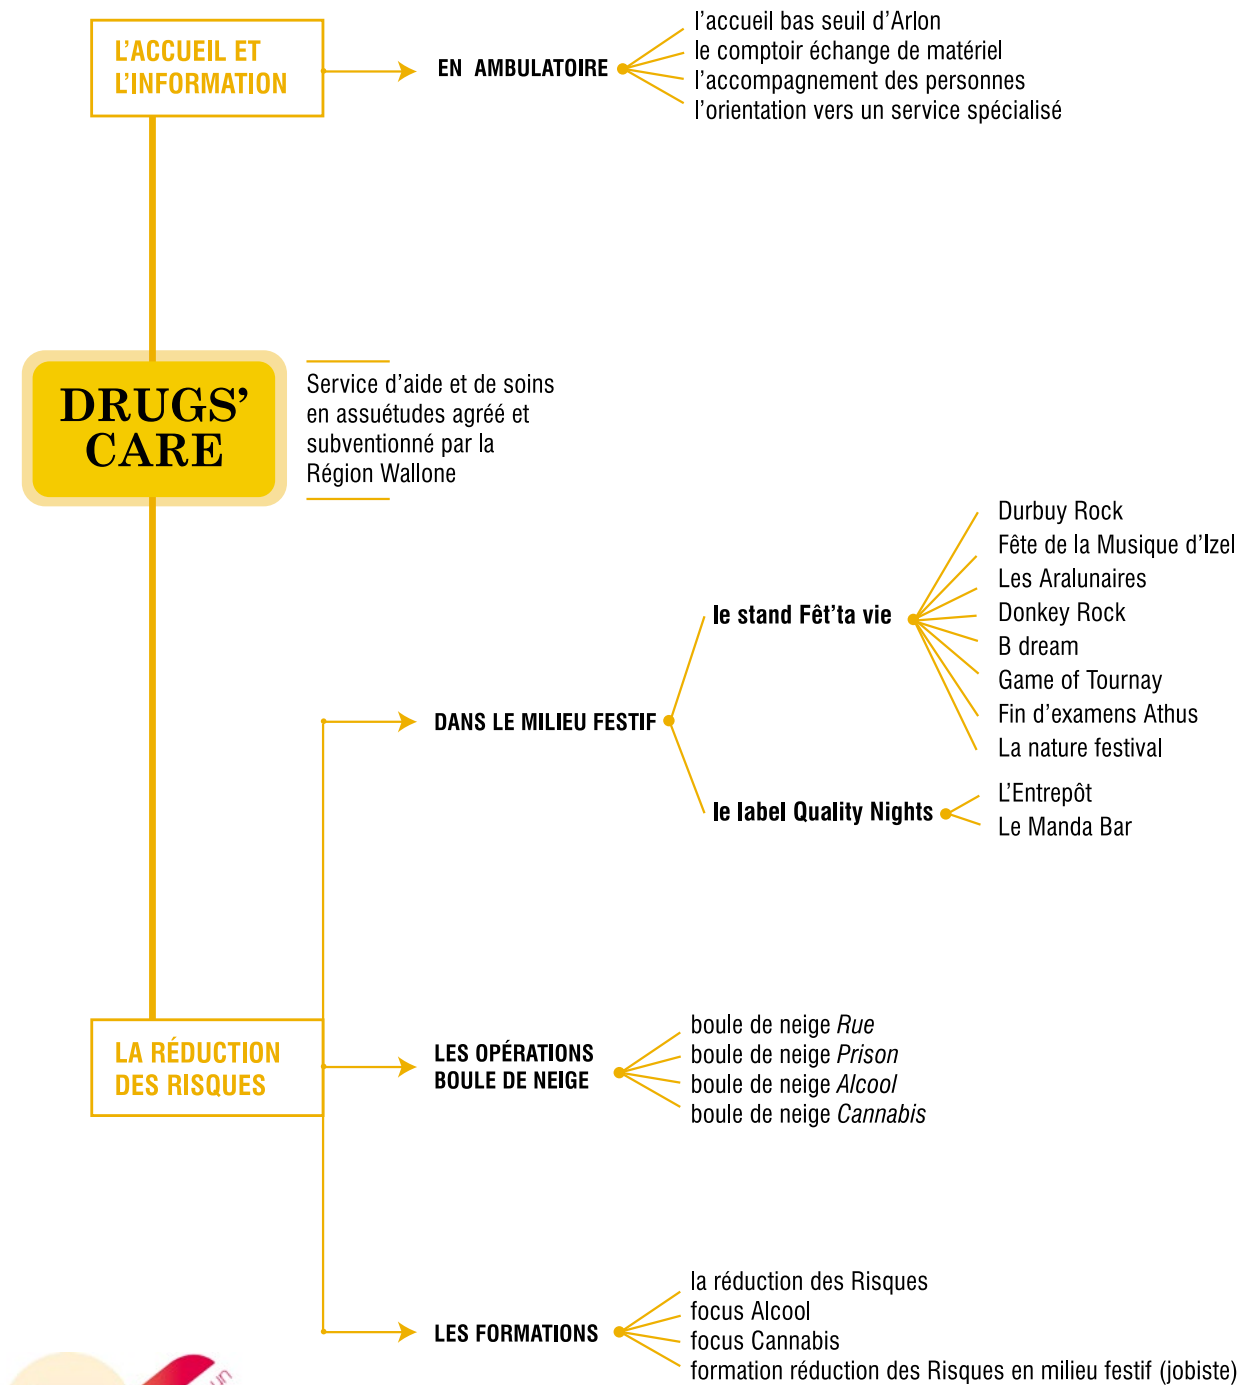 L'ACCUEIL ET
L'INFORMATION
EN AMBULATOIRE
l'accueil bas seuil d'Arlon
le comptoir échange de matériel
l'accompagnement des personnes
l'orientation vers un service spécialisé
DRUGS'
CARE
Service d'aide et de soins
en assuétudes agréé et
subventionné par la
Région Wallone
DANS LE MILIEU FESTIF
le stand Fêt'ta vie
Durbuy Rock
Fête de la Musique d'Izel
Les Aralunaires
Donkey Rock
B dream
Game of Tournay
Fin d'examens Athus
La nature festival
le label Quality Nights
L'Entrepôt
Le Manda Bar
LA RÉDUCTION
DES RISQUES
LES OPÉRATIONS
BOULE DE NEIGE
boule de neige Rue
boule de neige Prison
boule de neige Alcool
boule de neige Cannabis
LES FORMATIONS
la réduction des Risques
focus Alcool
focus Cannabis
formation réduction des Risques en milieu festif (jobiste)
un